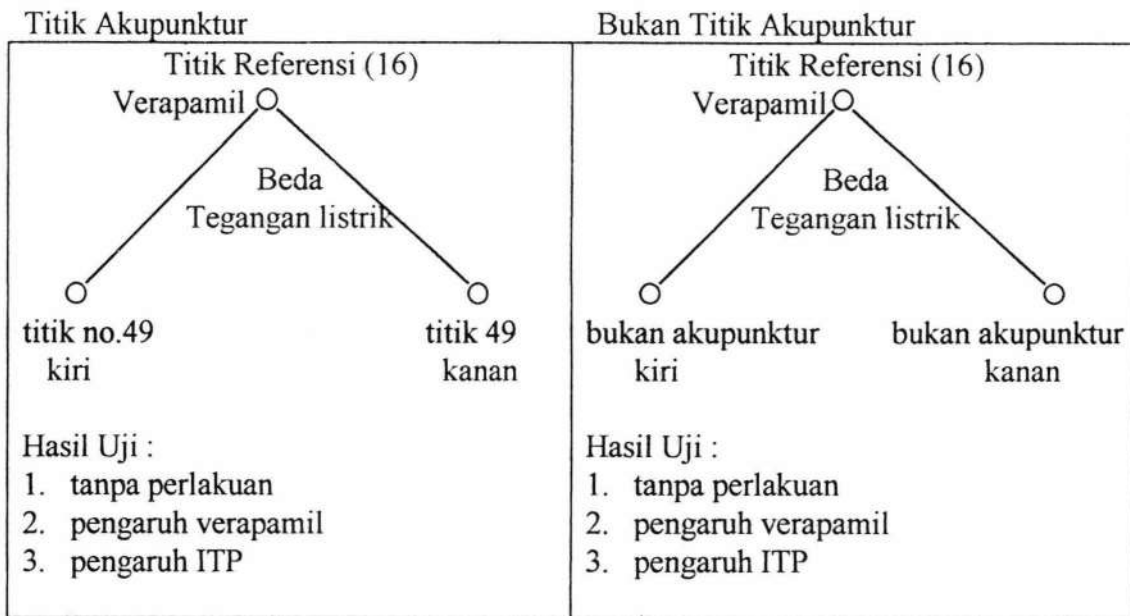 Titik Akupunktur
Titik Referensi (16)
Verapamil
Beda
Tegangan listrik
titik no.49
kiri
titik 49
kanan
Hasil Uji :
1. tanpa perlakuan
2. pengaruh verapamil
3. pengaruh ITP
Bukan Titik Akupunktur
Titik Referensi (16)
Verapamil
Beda
Tegangan listrik
bukan akupunktur
kiri
bukan akupunktur
kanan
Hasil Uji :
1. tanpa perlakuan
2. pengaruh verapamil
3. pengaruh ITP